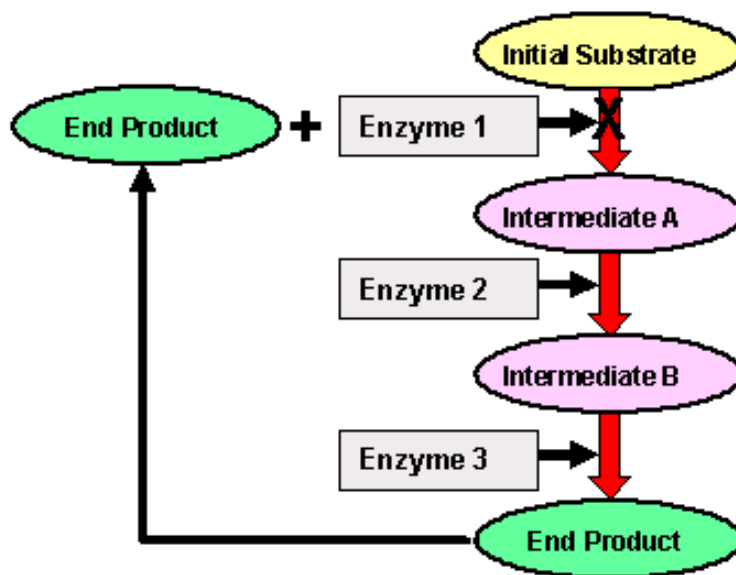 Initial Substrate
End Product + Enzyme 1
X
Intermediate A
Enzyme 2
Intermediate B
Enzyme 3
End Product